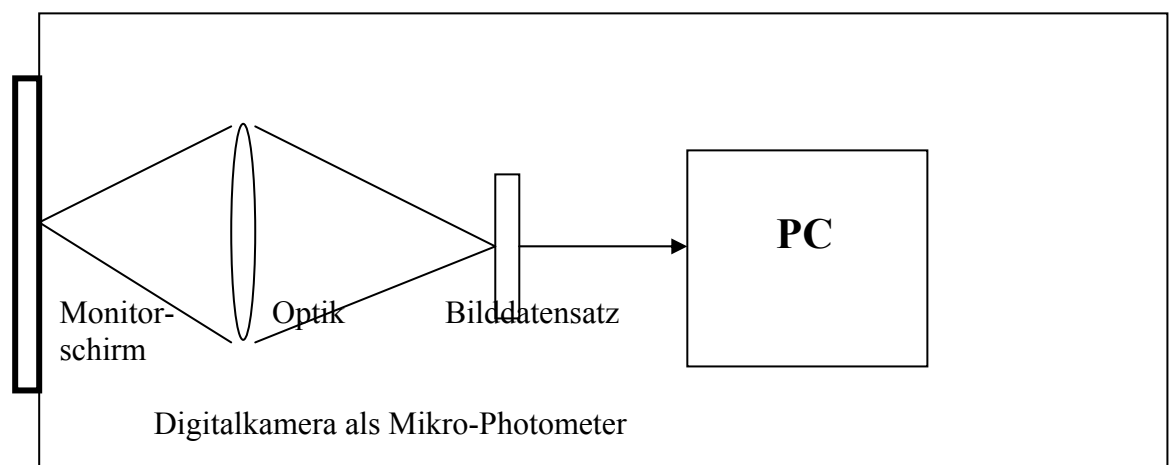 PC
Monitor-
schirm
Optik
Bilddatensatz
Digitalkamera als Mikro-Photometer